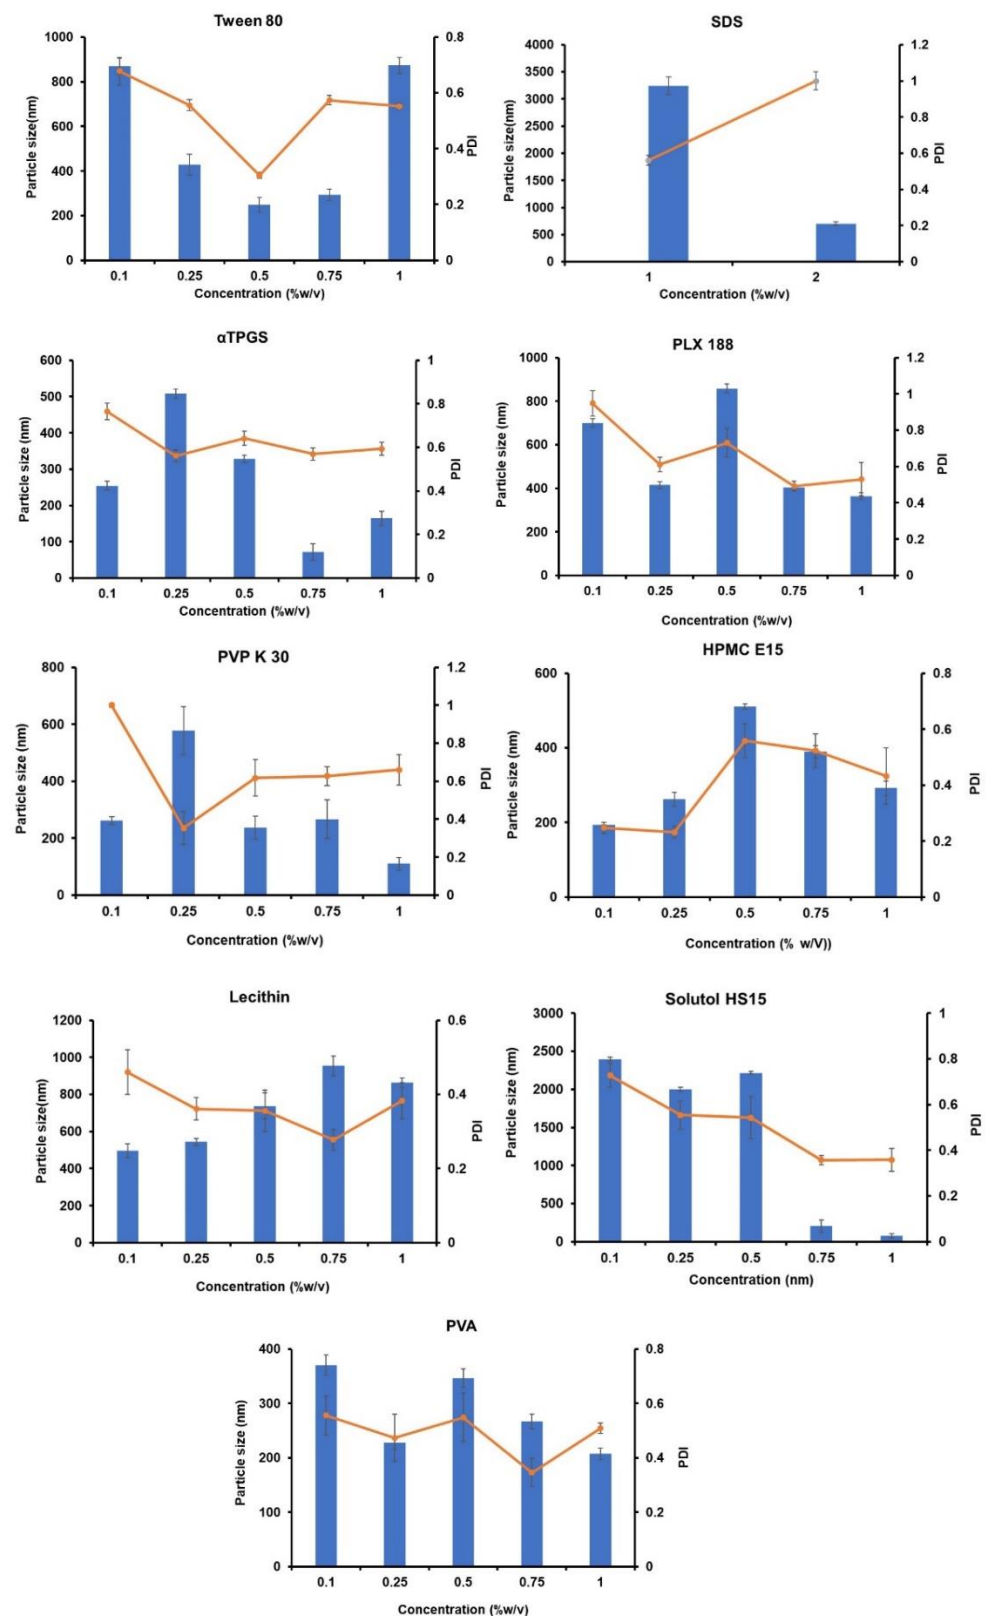 Tween 80
1000
800
600
400
200
0
Particle size(nm)
0.8
0.6
0.4
0.2
0
PDI
0.1 0.25 0.5 0.75 1
Concentration (%w/v)
SDS
4000
3500
3000
2500
2000
1500
1000
500
0
Particle size(nm)
1.2
1
0.8
0.6
0.4
0.2
0
PDI
1 2
Concentration (%w/v)
αTPGS
600
500
400
300
200
100
0
Particle size (nm)
1
0.8
0.6
0.4
0.2
0
PDI
0.1 0.25 0.5 0.75 1
Concentration (%w/v)
PLX 188
1000
800
600
400
200
0
Particle size (nm)
1.2
1
0.8
0.6
0.4
0.2
0
PDI
0.1 0.25 0.5 0.75 1
Concentration (%w/v)
PVP K 30
800
600
400
200
0
Particle size (nm)
1.2
1
0.8
0.6
0.4
0.2
0
PDI
0.1 0.25 0.5 0.75 1
Concentration (%w/v)
HPMC E15
600
400
200
0
Particle size (nm)
0.8
0.6
0.4
0.2
0
PDI
0.1 0.25 0.5 0.75 1
Concentration (% w/V))
Lecithin
1200
1000
800
600
400
200
0
Particle size(nm)
0.6
0.4
0.2
0
PDI
0.1 0.25 0.5 0.75 1
Concentration (%w/v)
Solutol HS15
3000
2500
2000
1500
1000
500
0
Particle size (nm)
1
0.8
0.6
0.4
0.2
0
PDI
0.1 0.25 0.5 0.75 1
Concentration (nm)
PVA
400
300
200
100
0
Particle size (nm)
0.8
0.6
0.4
0.2
0
PDI
0.1 0.25 0.5 0.75 1
Concentration (%w/v)